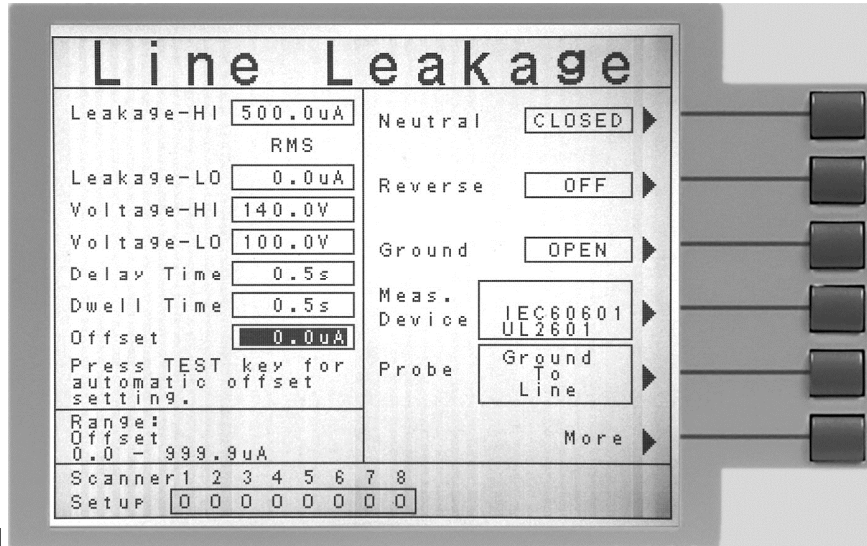 Line Leakage
Leakage-HI 500.0uA
RMS
Leakage-LO 0.0uA
Voltage-HI 140.0V
Voltage-LO 100.0V
Delay Time 0.5s
Dwell Time 0.5s
Offset 0.0uA
Press TEST key for
automatic offset
setting.
Range:
Offset
0.0 - 999.9uA
Neutral CLOSED
Reverse OFF
Ground OPEN
Meas.
Device IEC60601
UL2601
Probe Ground
To
Line
More
Scanner 1 2 3 4 5 6 7 8
Setup 0 0 0 0 0 0 0 0